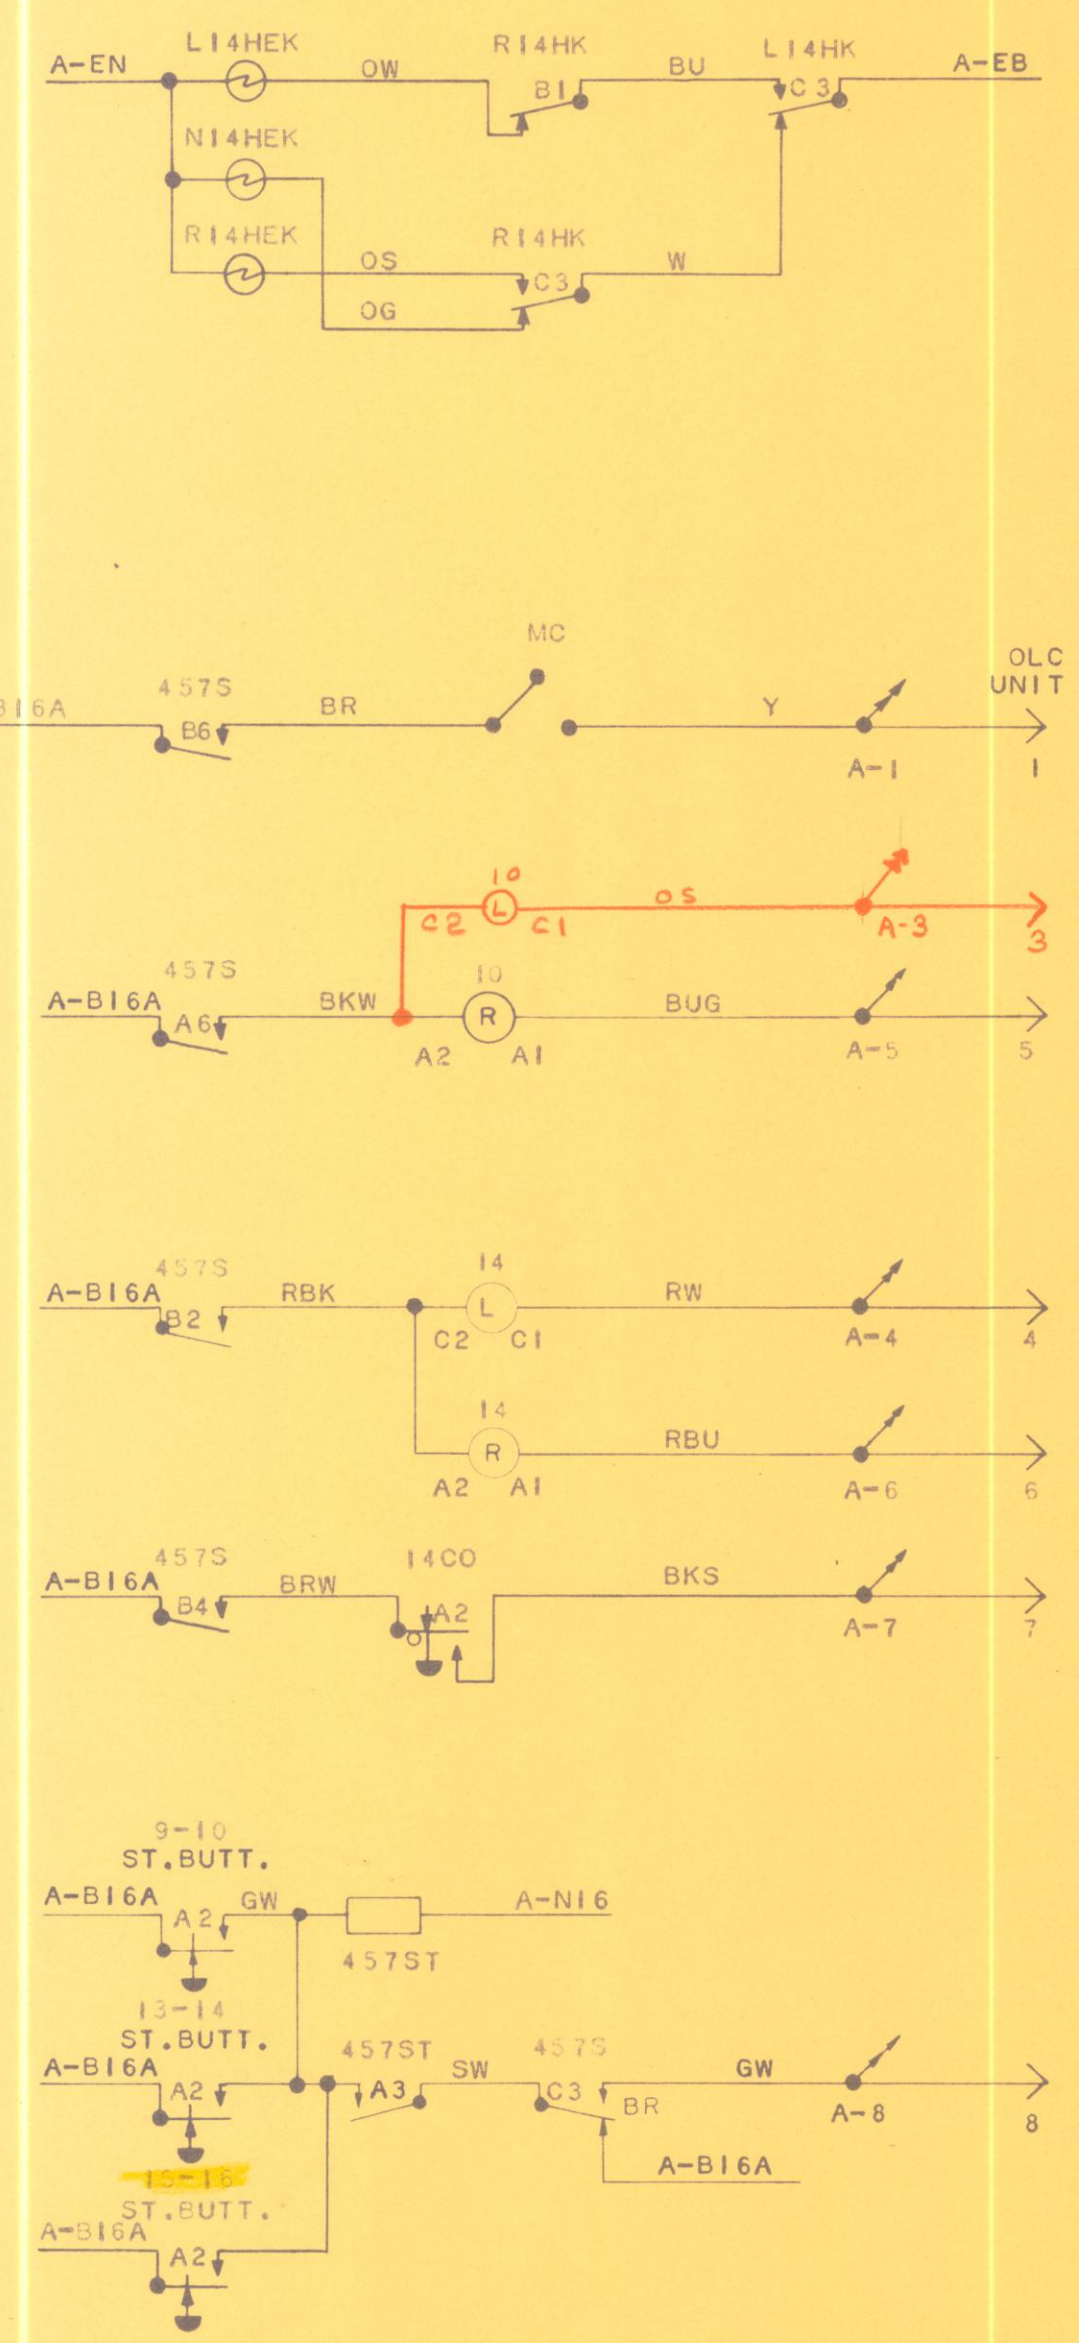 L14HEK R14HK L14HK
A-EN OW B1 BU C3 A-EB
N14HEK
R14HEK R14HK
OS C3 W
OG
MC
OLC
UNIT
457S
B16A B6 BR Y
A-1 1
10
C2 L C1 OS A-3 3
457S 10
A-B16A A6 BKW R BUG
A2 A1 A-5 5
457S 14
A-B16A B2 RBK L RW
C2 C1 A-4 4
14
R RBU
A2 A1 A-6 6
457S 14CO
A-B16A B4 BRW A2 BKS
A-7 7
9-10
ST.BUTT.
A-B16A A2 GW A-N16
457ST
13-14
ST.BUTT.
457ST 457S
A-B16A A2 A3 SW C3 BR GW
A-8 8
A-B16A
15-16
ST.BUTT.
A-B16A
A2